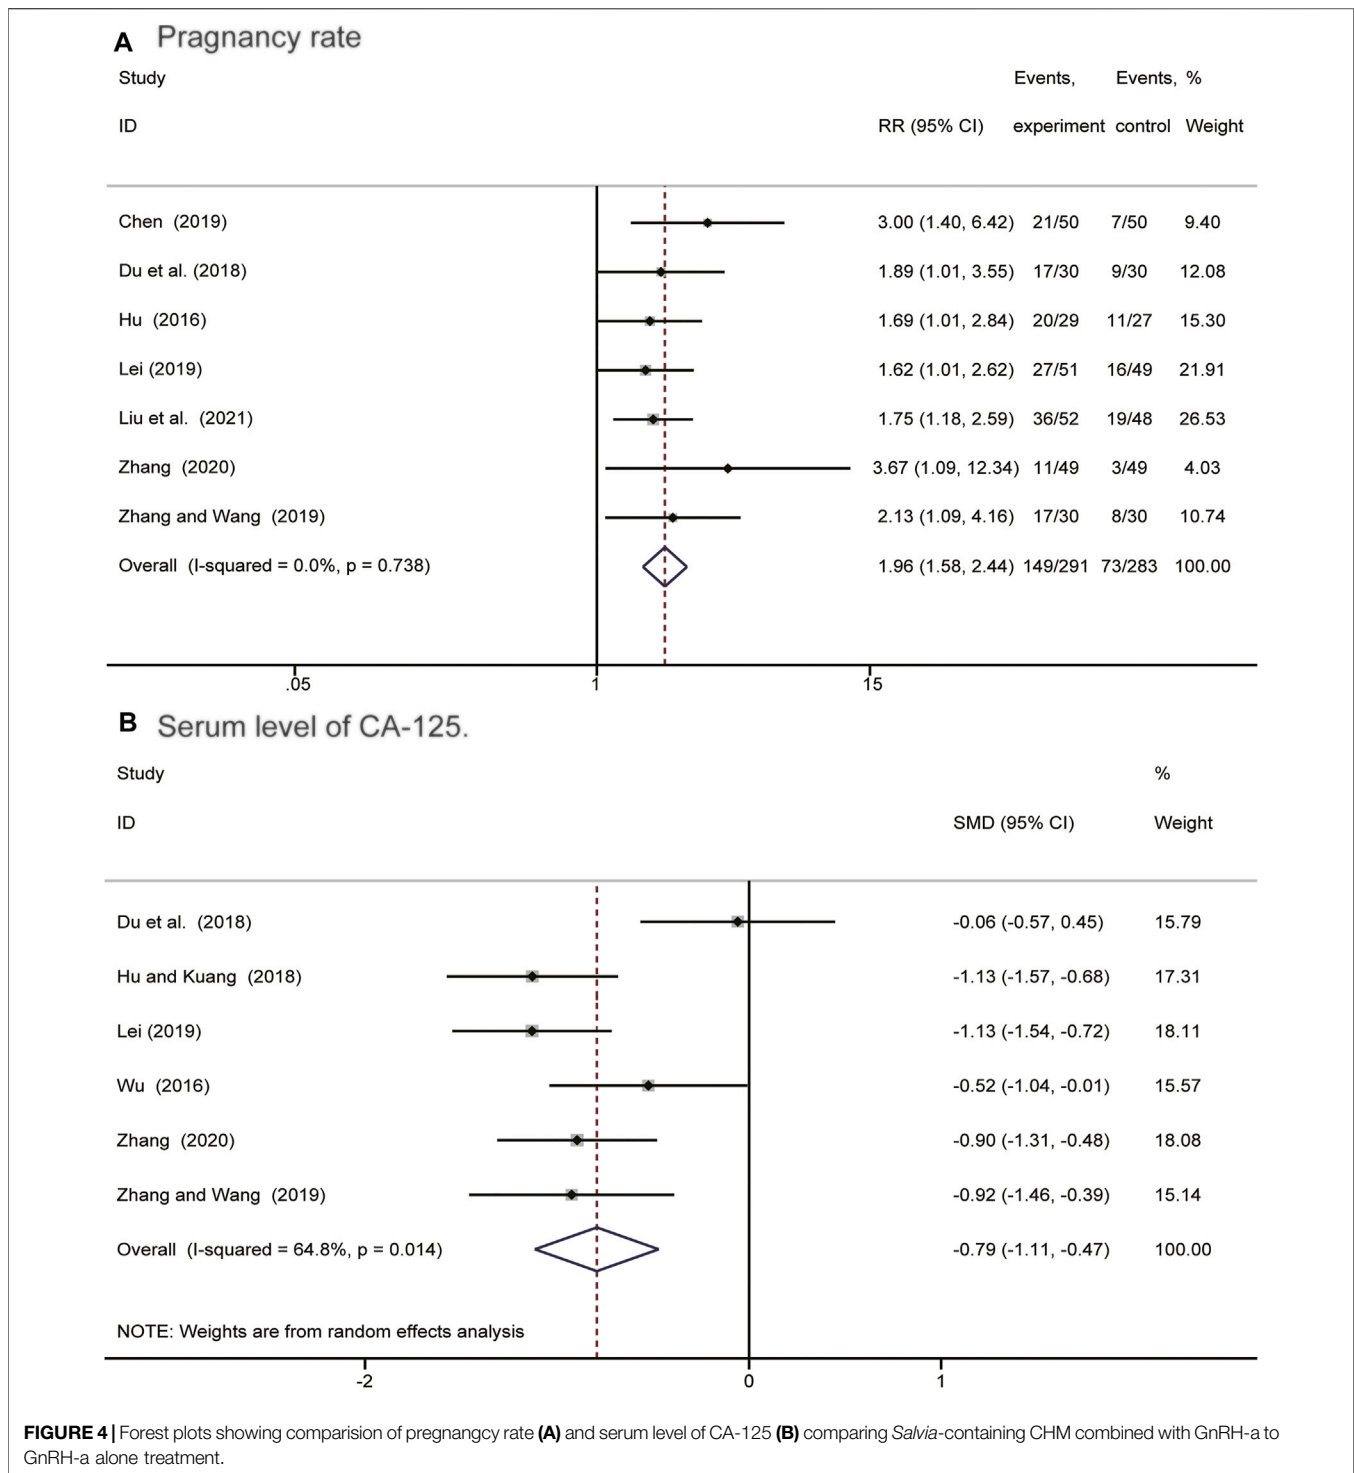 A Pragnancy rate
Study Events, Events, %
ID RR (95% CI) experiment control Weight
Chen (2019) 3.00 (1.40, 6.42) 21/50 7/50 9.40
Du et al. (2018) 1.89 (1.01, 3.55) 17/30 9/30 12.08
Hu (2016) 1.69 (1.01, 2.84) 20/29 11/27 15.30
Lei (2019) 1.62 (1.01, 2.62) 27/51 16/49 21.91
Liu et al. (2021) 1.75 (1.18, 2.59) 36/52 19/48 26.53
Zhang (2020) 3.67 (1.09, 12.34) 11/49 3/49 4.03
Zhang and Wang (2019) 2.13 (1.09, 4.16) 17/30 8/30 10.74
Overall (I-squared = 0.0%, p = 0.738) 1.96 (1.58, 2.44) 149/291 73/283 100.00
.05 1 15
B Serum level of CA-125.
Study %
ID SMD (95% CI) Weight
Du et al. (2018) -0.06 (-0.57, 0.45) 15.79
Hu and Kuang (2018) -1.13 (-1.57, -0.68) 17.31
Lei (2019) -1.13 (-1.54, -0.72) 18.11
Wu (2016) -0.52 (-1.04, -0.01) 15.57
Zhang (2020) -0.90 (-1.31, -0.48) 18.08
Zhang and Wang (2019) -0.92 (-1.46, -0.39) 15.14
Overall (I-squared = 64.8%, p = 0.014) -0.79 (-1.11, -0.47) 100.00
NOTE: Weights are from random effects analysis
-2 0 1
FIGURE 4 | Forest plots showing comparision of pregnangcy rate (A) and serum level of CA-125 (B) comparing Salvia-containing CHM combined with GnRH-a to
GnRH-a alone treatment.